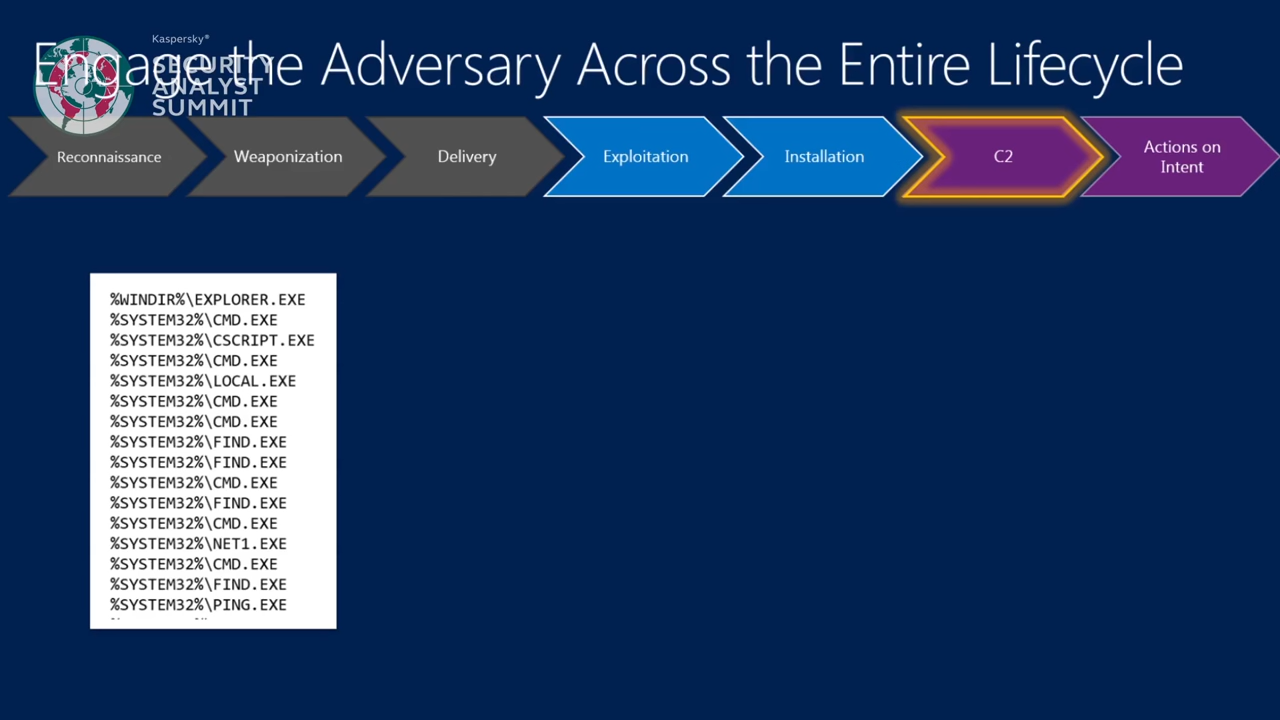 Engage the Adversary Across the Entire Lifecycle
Kaspersky®
SECURITY
ANALYST
SUMMIT
Reconnaissance
Weaponization
Delivery
Exploitation
Installation
C2
Actions on
Intent
%WINDIR%\EXPLORER.EXE
%SYSTEM32%\CMD.EXE
%SYSTEM32%\CSCRIPT.EXE
%SYSTEM32%\CMD.EXE
%SYSTEM32%\LOCAL.EXE
%SYSTEM32%\CMD.EXE
%SYSTEM32%\CMD.EXE
%SYSTEM32%\FIND.EXE
%SYSTEM32%\FIND.EXE
%SYSTEM32%\CMD.EXE
%SYSTEM32%\FIND.EXE
%SYSTEM32%\CMD.EXE
%SYSTEM32%\NET1.EXE
%SYSTEM32%\CMD.EXE
%SYSTEM32%\FIND.EXE
%SYSTEM32%\PING.EXE